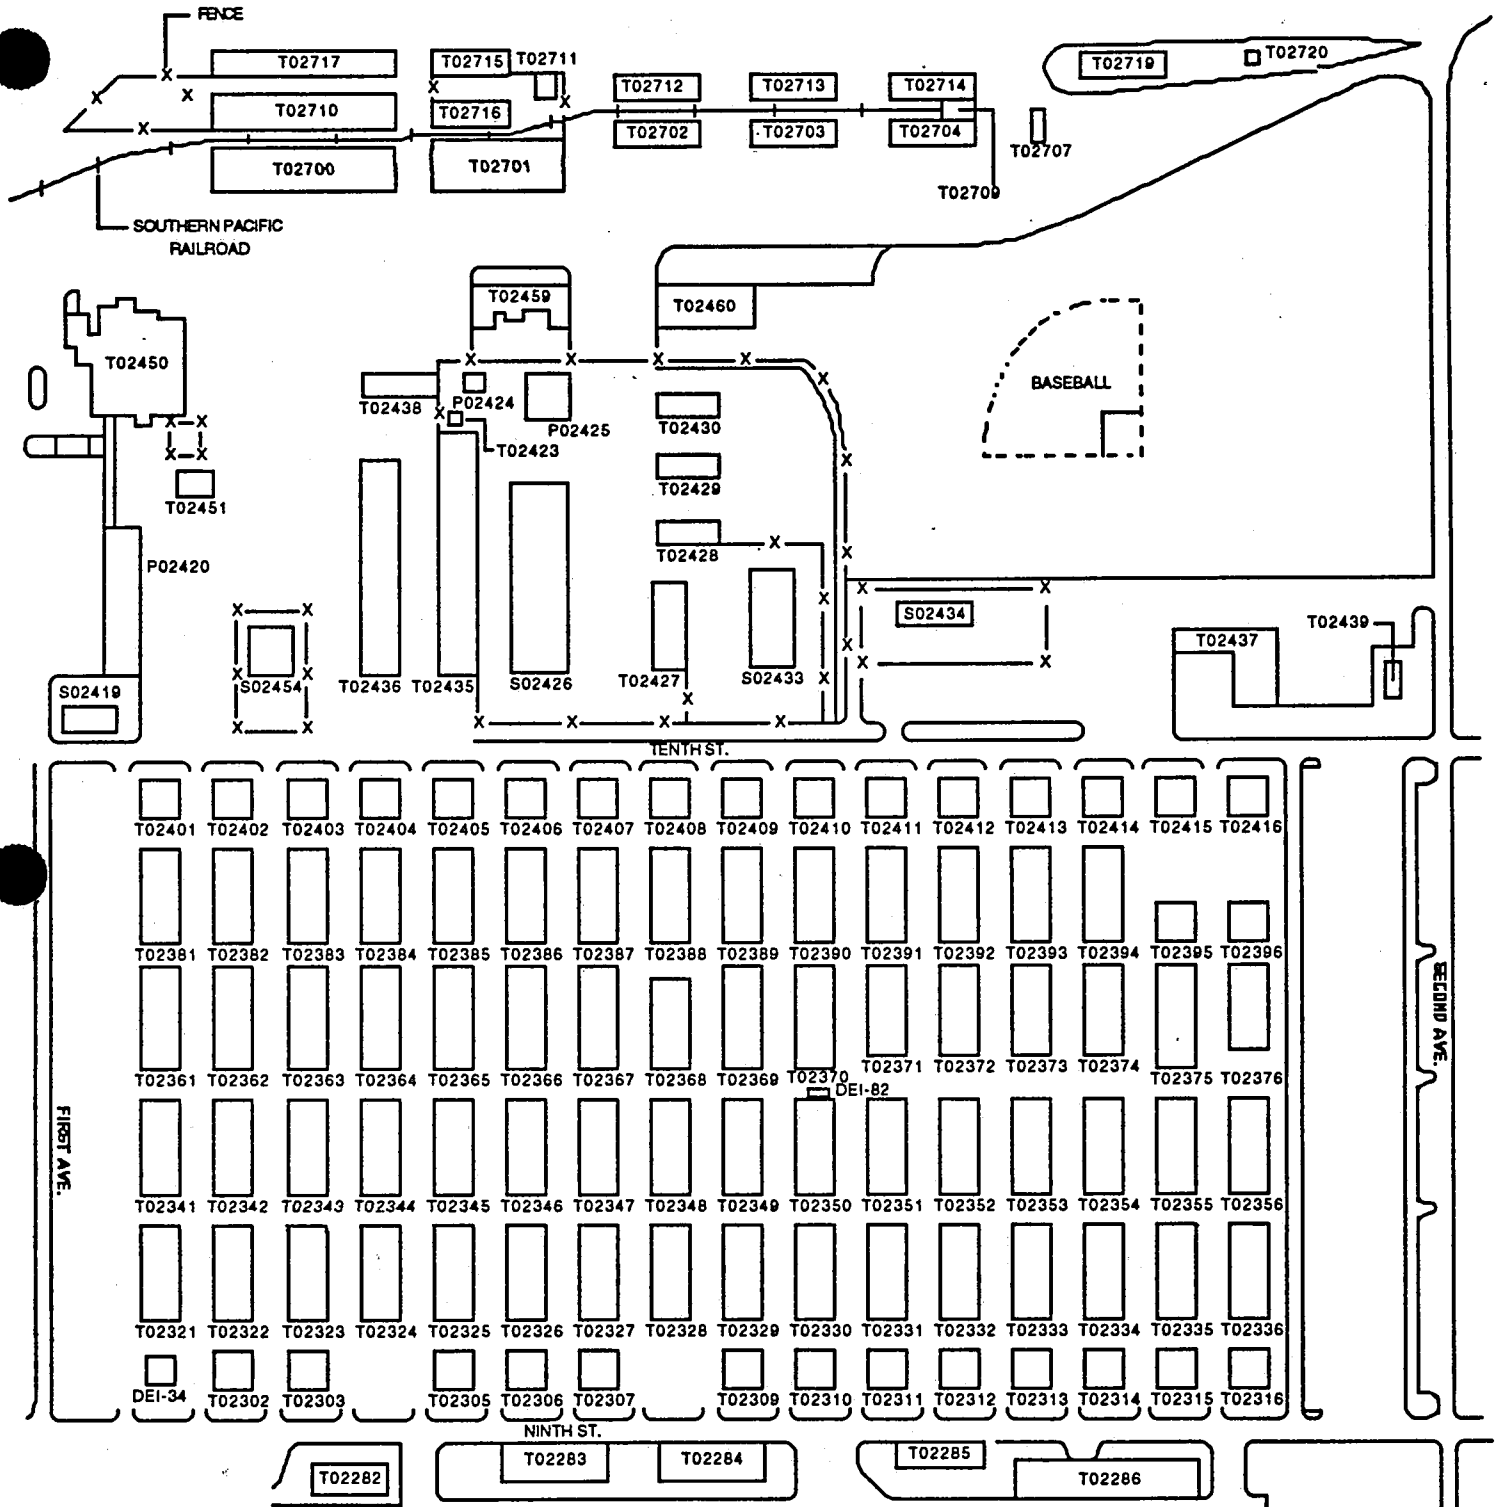 FENCE
T02717
T02715
T02711
T02719
T02720
T02712
T02713
T02714
T02710
T02716
T02702
T02703
T02704
T02707
T02700
T02701
T02709
SOUTHERN PACIFIC
RAILROAD
T02459
T02460
T02450
BASEBALL
T02438
P02424
T02430
P02425
T02423
T02429
T02451
T02428
P02420
S02434
T02439
T02437
S02419
S02454
T02436
T02435
S02426
T02427
S02433
TENTH ST.
T02401 T02402 T02403 T02404 T02405 T02406 T02407 T02408 T02409 T02410 T02411 T02412 T02413 T02414 T02415 T02416
T02381 T02382 T02383 T02384 T02385 T02386 T02387 T02388 T02389 T02390 T02391 T02392 T02393 T02394 T02395 T02396
SECOND AVE.
T02361 T02362 T02363 T02364 T02365 T02366 T02367 T02368 T02369 T02370 T02371 T02372 T02373 T02374 T02375 T02376
DEI-82
FIRST AVE.
T02341 T02342 T02343 T02344 T02345 T02346 T02347 T02348 T02349 T02350 T02351 T02352 T02353 T02354 T02355 T02356
T02321 T02322 T02323 T02324 T02325 T02326 T02327 T02328 T02329 T02330 T02331 T02332 T02333 T02334 T02335 T02336
DEI-34 T02302 T02303 T02305 T02306 T02307 T02309 T02310 T02311 T02312 T02313 T02314 T02315 T02316
NINTH ST.
T02282
T02283
T02284
T02285
T02286